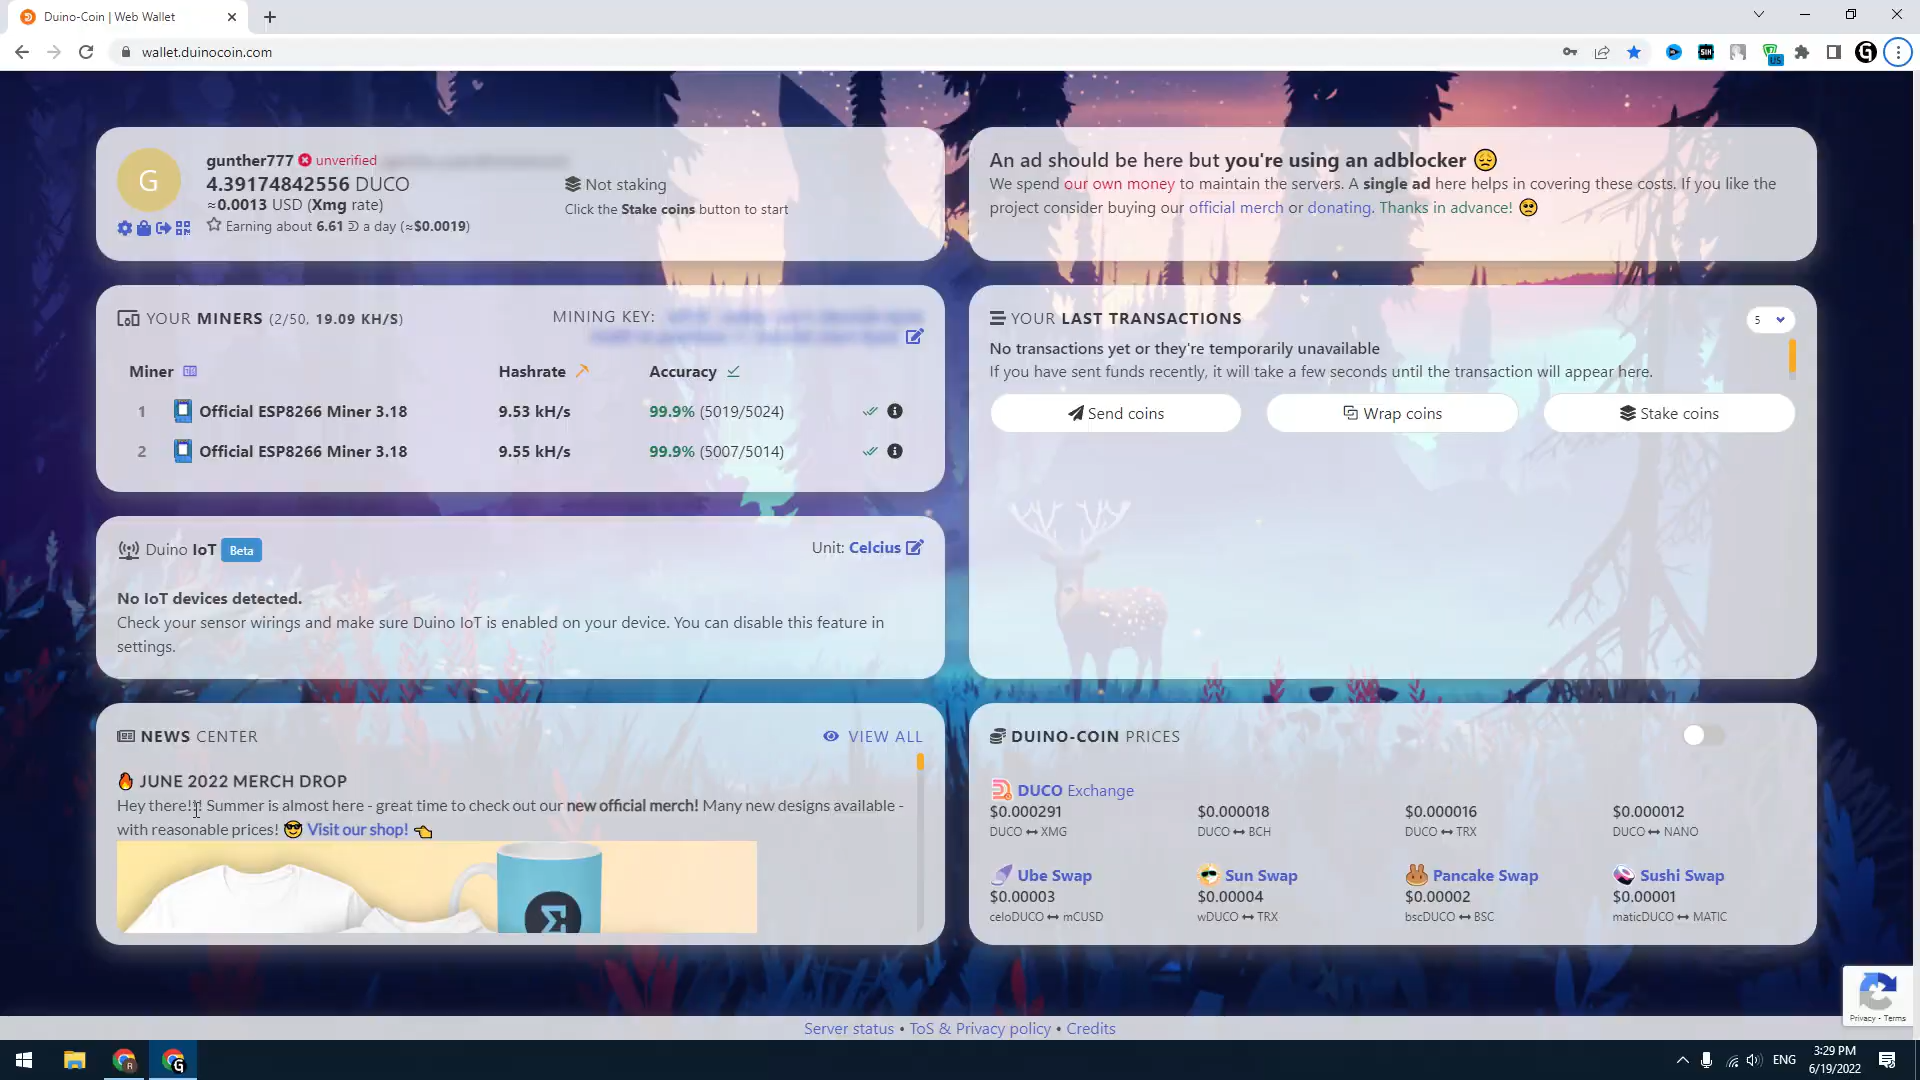 Duino-Coin | Web Wallet
wallet.duinocoin.com
SIH
US
G
G
gunther777 unverified
4.39174842556 DUCO
≈0.0013 USD (Xmg rate)
Earning about 6.61 ᕲ a day (≈$0.0019)
Not staking
Click the Stake coins button to start
An ad should be here but you're using an adblocker 😞
We spend our own money to maintain the servers. A single ad here helps in covering these costs. If you like the
project consider buying our official merch or donating. Thanks in advance! 🥺
YOUR MINERS (2/50, 19.09 KH/S)
MINING KEY:
Miner Hashrate Accuracy
1 Official ESP8266 Miner 3.18 9.53 kH/s 99.9% (5019/5024)
2 Official ESP8266 Miner 3.18 9.55 kH/s 99.9% (5007/5014)
YOUR LAST TRANSACTIONS
5
No transactions yet or they're temporarily unavailable
If you have sent funds recently, it will take a few seconds until the transaction will appear here.
Send coins
Wrap coins
Stake coins
Duino IoT Beta
Unit: Celcius
No IoT devices detected.
Check your sensor wirings and make sure Duino IoT is enabled on your device. You can disable this feature in
settings.
NEWS CENTER
VIEW ALL
🔥 JUNE 2022 MERCH DROP
Hey there!!! Summer is almost here - great time to check out our new official merch! Many new designs available -
with reasonable prices! 😎 Visit our shop! 👈
DUINO-COIN PRICES
DUCO Exchange
$0.000291 $0.000018 $0.000016 $0.000012
DUCO ↔ XMG DUCO ↔ BCH DUCO ↔ TRX DUCO ↔ NANO
Ube Swap Sun Swap Pancake Swap Sushi Swap
$0.00003 $0.00004 $0.00002 $0.00001
celoDUCO ↔ mCUSD wDUCO ↔ TRX bscDUCO ↔ BSC maticDUCO ↔ MATIC
Privacy - Terms
Server status • ToS & Privacy policy • Credits
R
G
ENG
3:29 PM
6/19/2022